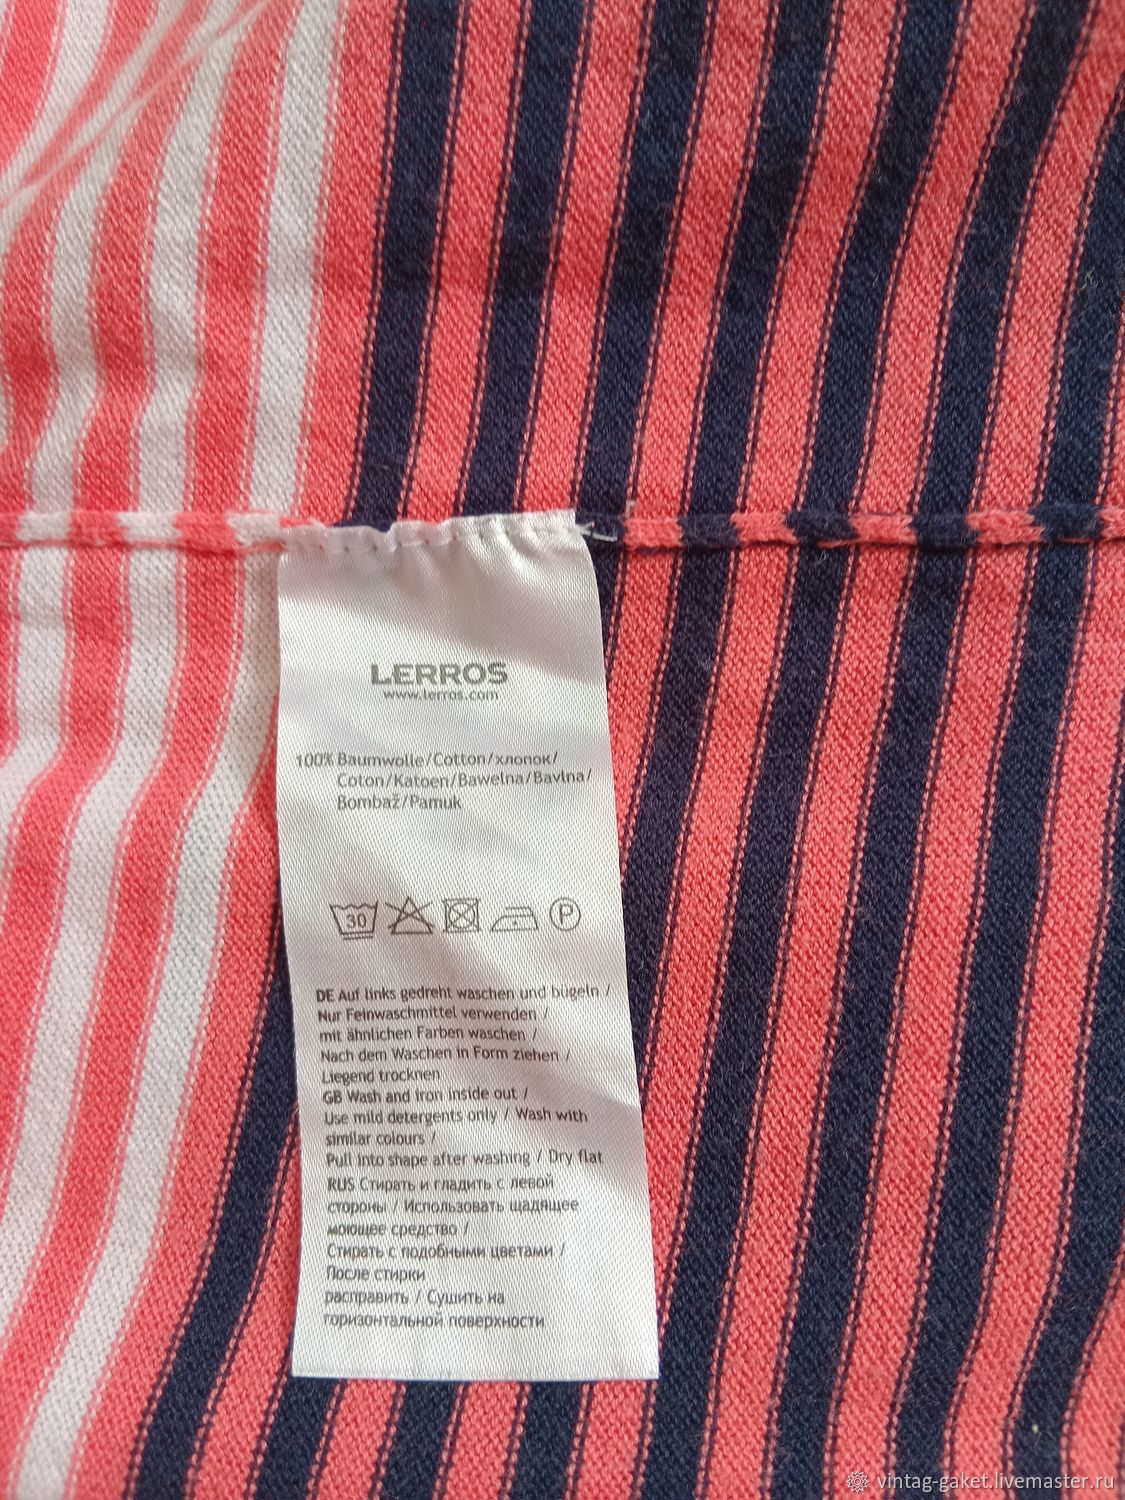 LERROS
www.lerros.com
100% Baumwolle/Cotton/хлопок/
Coton/Katoen/Bawełna/Bavlna/
Bombaž/Pamuk
30 P
DE Auf links gedreht waschen und bügeln /
Nur Feinwaschmittel verwenden /
mit ähnlichen Farben waschen /
Nach dem Waschen in Form ziehen /
Liegend trocknen
GB Wash and iron inside out /
Use mild detergents only / Wash with
similar colours /
Pull into shape after washing / Dry flat
RUS Стирать и гладить с левой
стороны / Использовать щадящее
моющее средство /
Стирать с подобными цветами /
После стирки
расправить / Сушить на
горизонтальной поверхности
vintag-gaket.livemaster.ru